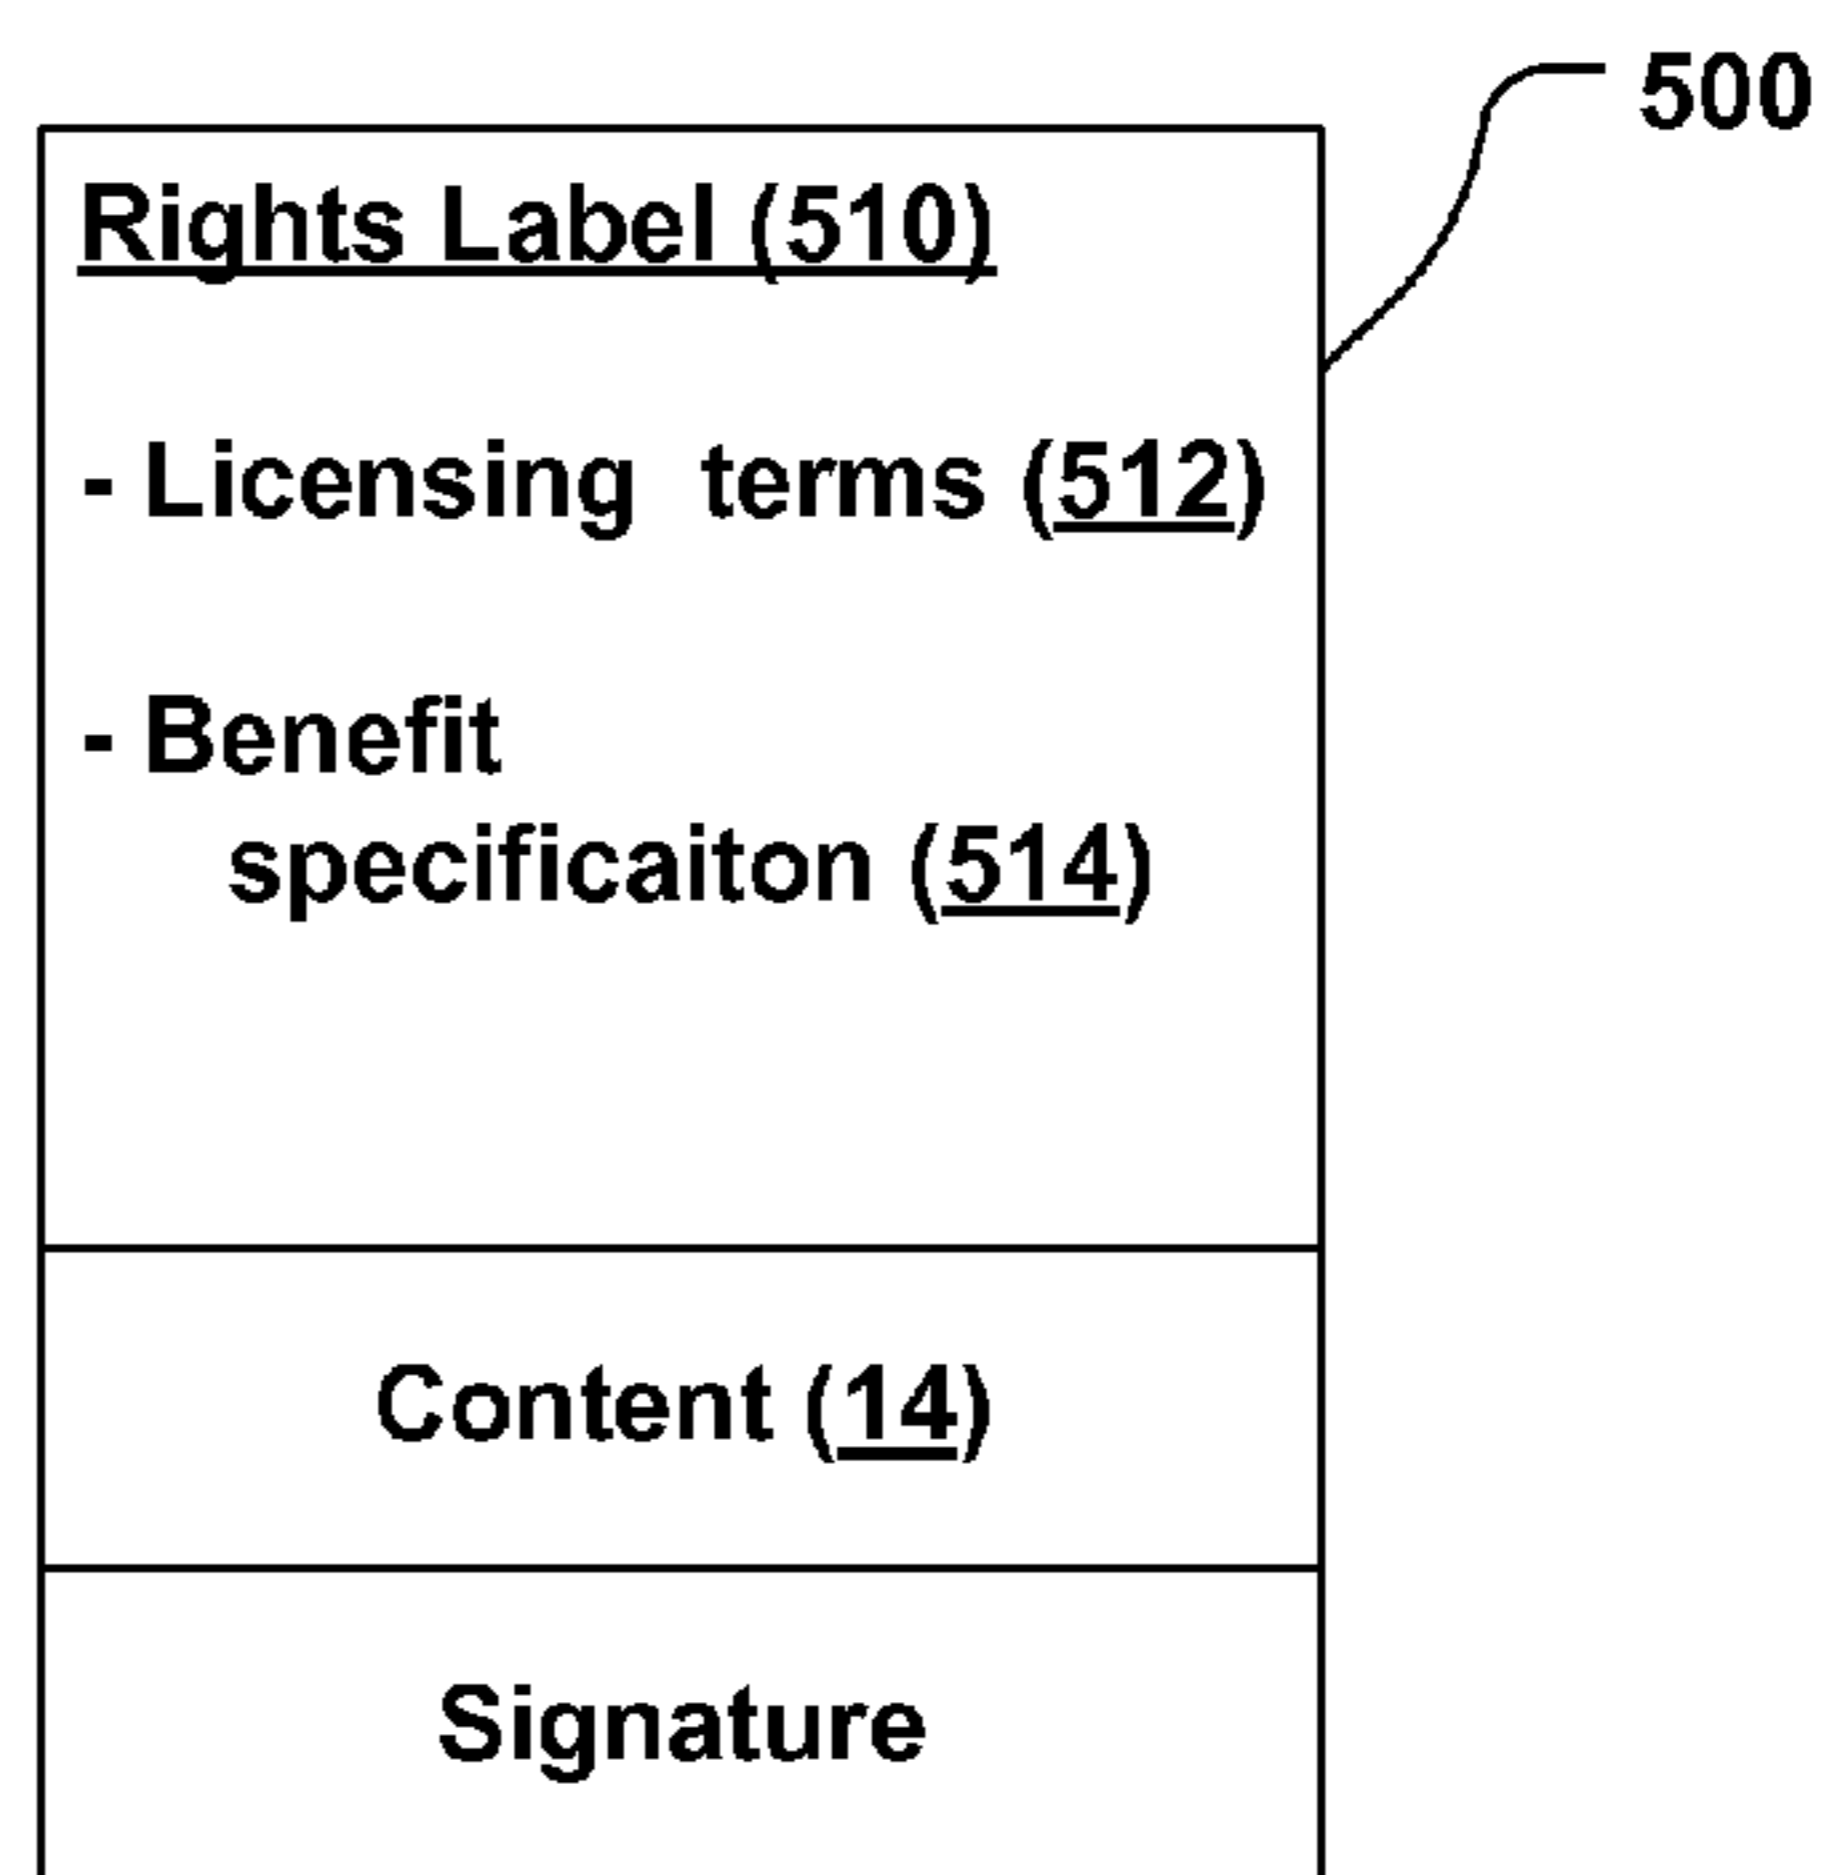 500
Rights Label (510)
- Licensing terms (512)
- Benefit
specificaiton (514)
Content (14)
Signature